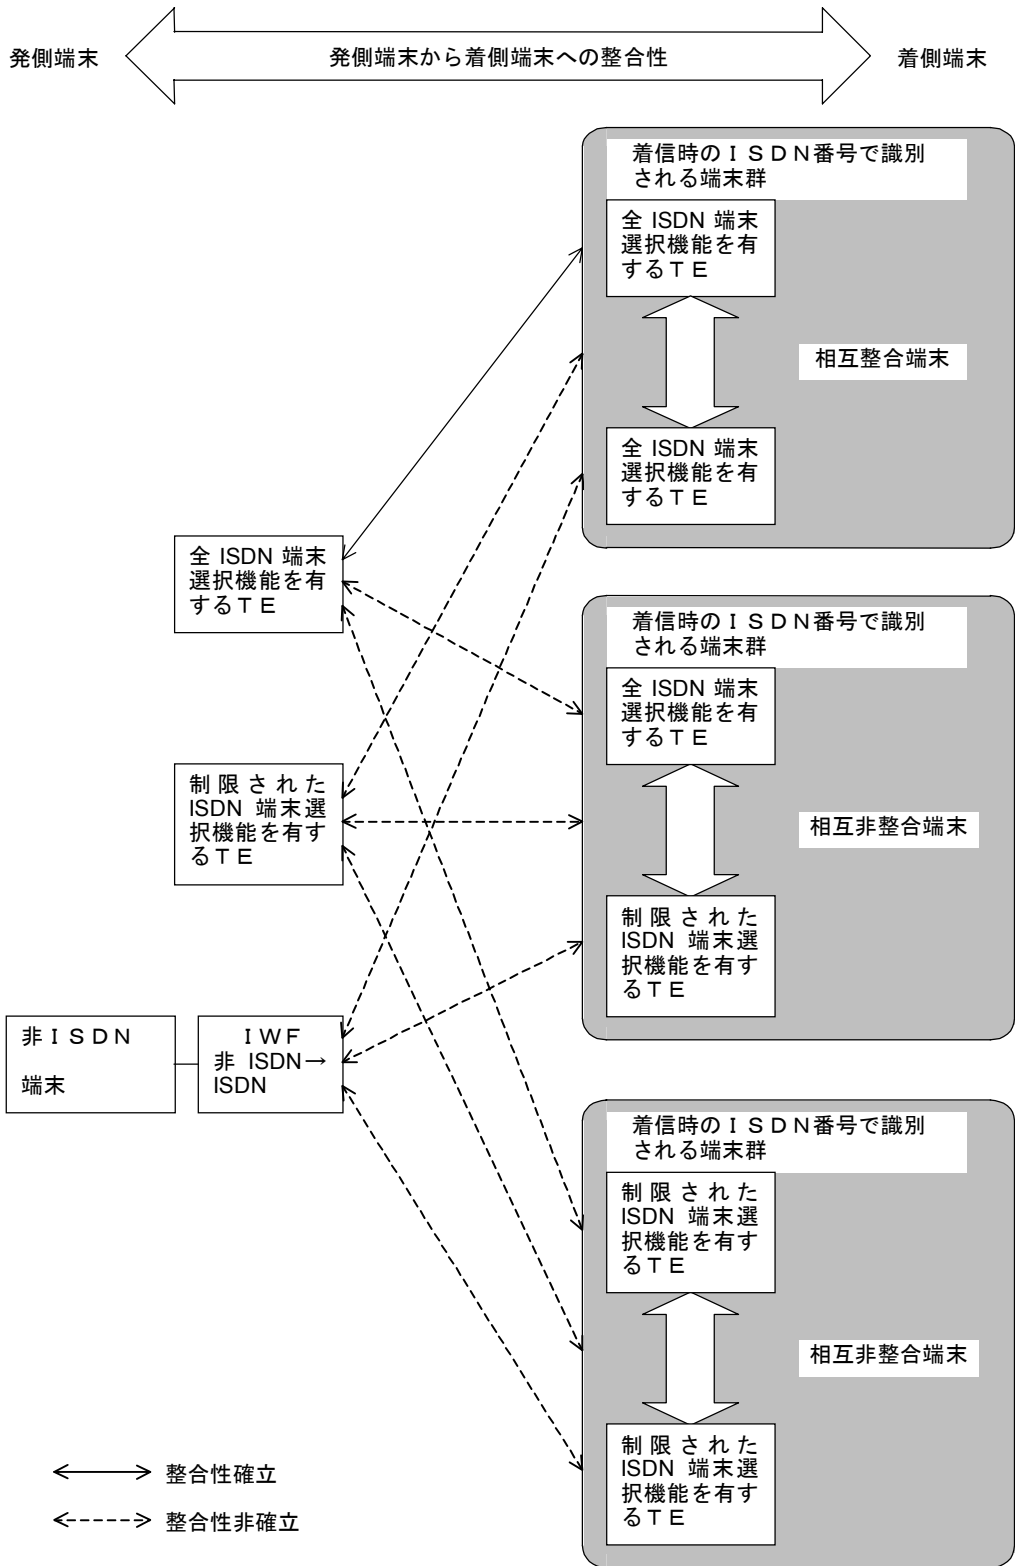 発側端末
発側端末から着側端末への整合性
着側端末
着信時のＩＳＤＮ番号で識別
される端末群
全 ISDN 端末
選択機能を有
するＴＥ
相互整合端末
全 ISDN 端末
選択機能を有
するＴＥ
全 ISDN 端末
選択機能を有
するＴＥ
着信時のＩＳＤＮ番号で識別
される端末群
全 ISDN 端末
選択機能を有
するＴＥ
制限された
ISDN 端末選
択機能を有す
るＴＥ
相互非整合端末
制限された
ISDN 端末選
択機能を有す
るＴＥ
非ＩＳＤＮ
端末
ＩＷＦ
非 ISDN→
ISDN
着信時のＩＳＤＮ番号で識別
される端末群
制限された
ISDN 端末選
択機能を有す
るＴＥ
相互非整合端末
制限された
ISDN 端末選
択機能を有す
るＴＥ
整合性確立
整合性非確立